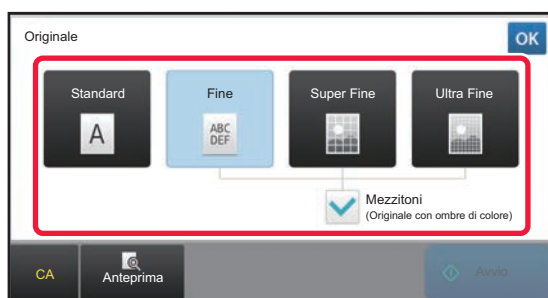 Originale
OK
Standard
Fine
Super Fine
Ultra Fine
A
ABC
DEF
Mezzitoni
(Originale con ombre di colore)
CA
Anteprima
Avvio